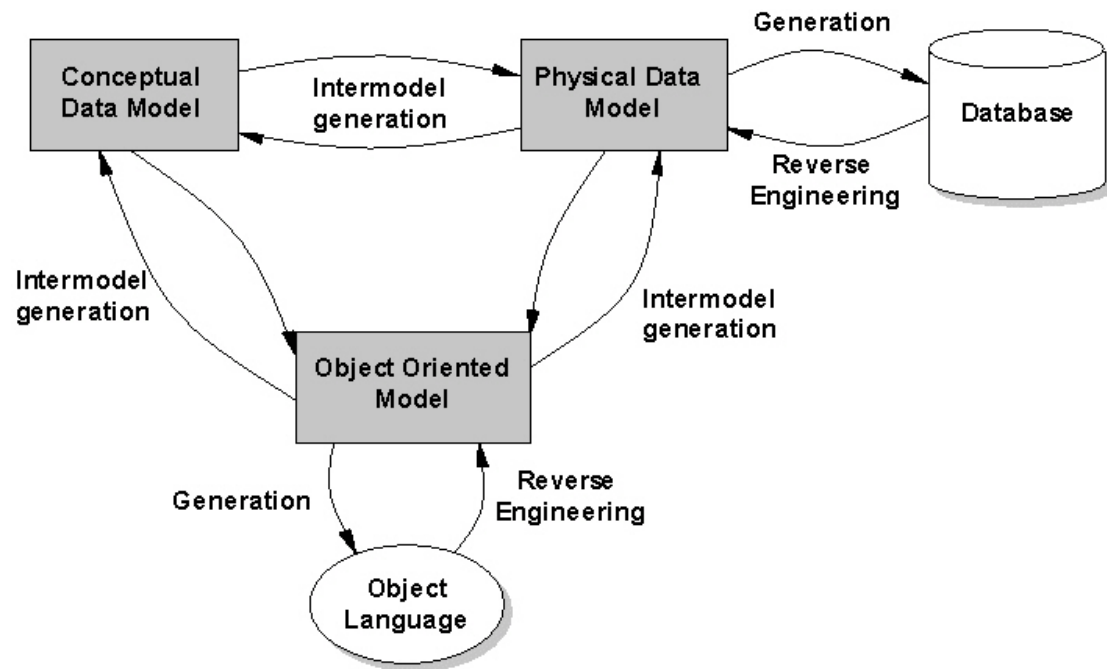 Generation
Conceptual
Data Model
Intermodel
generation
Physical Data
Model
Database
Reverse
Engineering
Intermodel
generation
Intermodel
generation
Object Oriented
Model
Generation
Reverse
Engineering
Object
Language